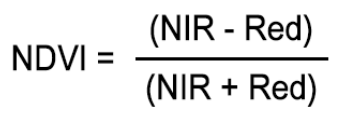 (NIR - Red)
NDVI =
(NIR + Red)